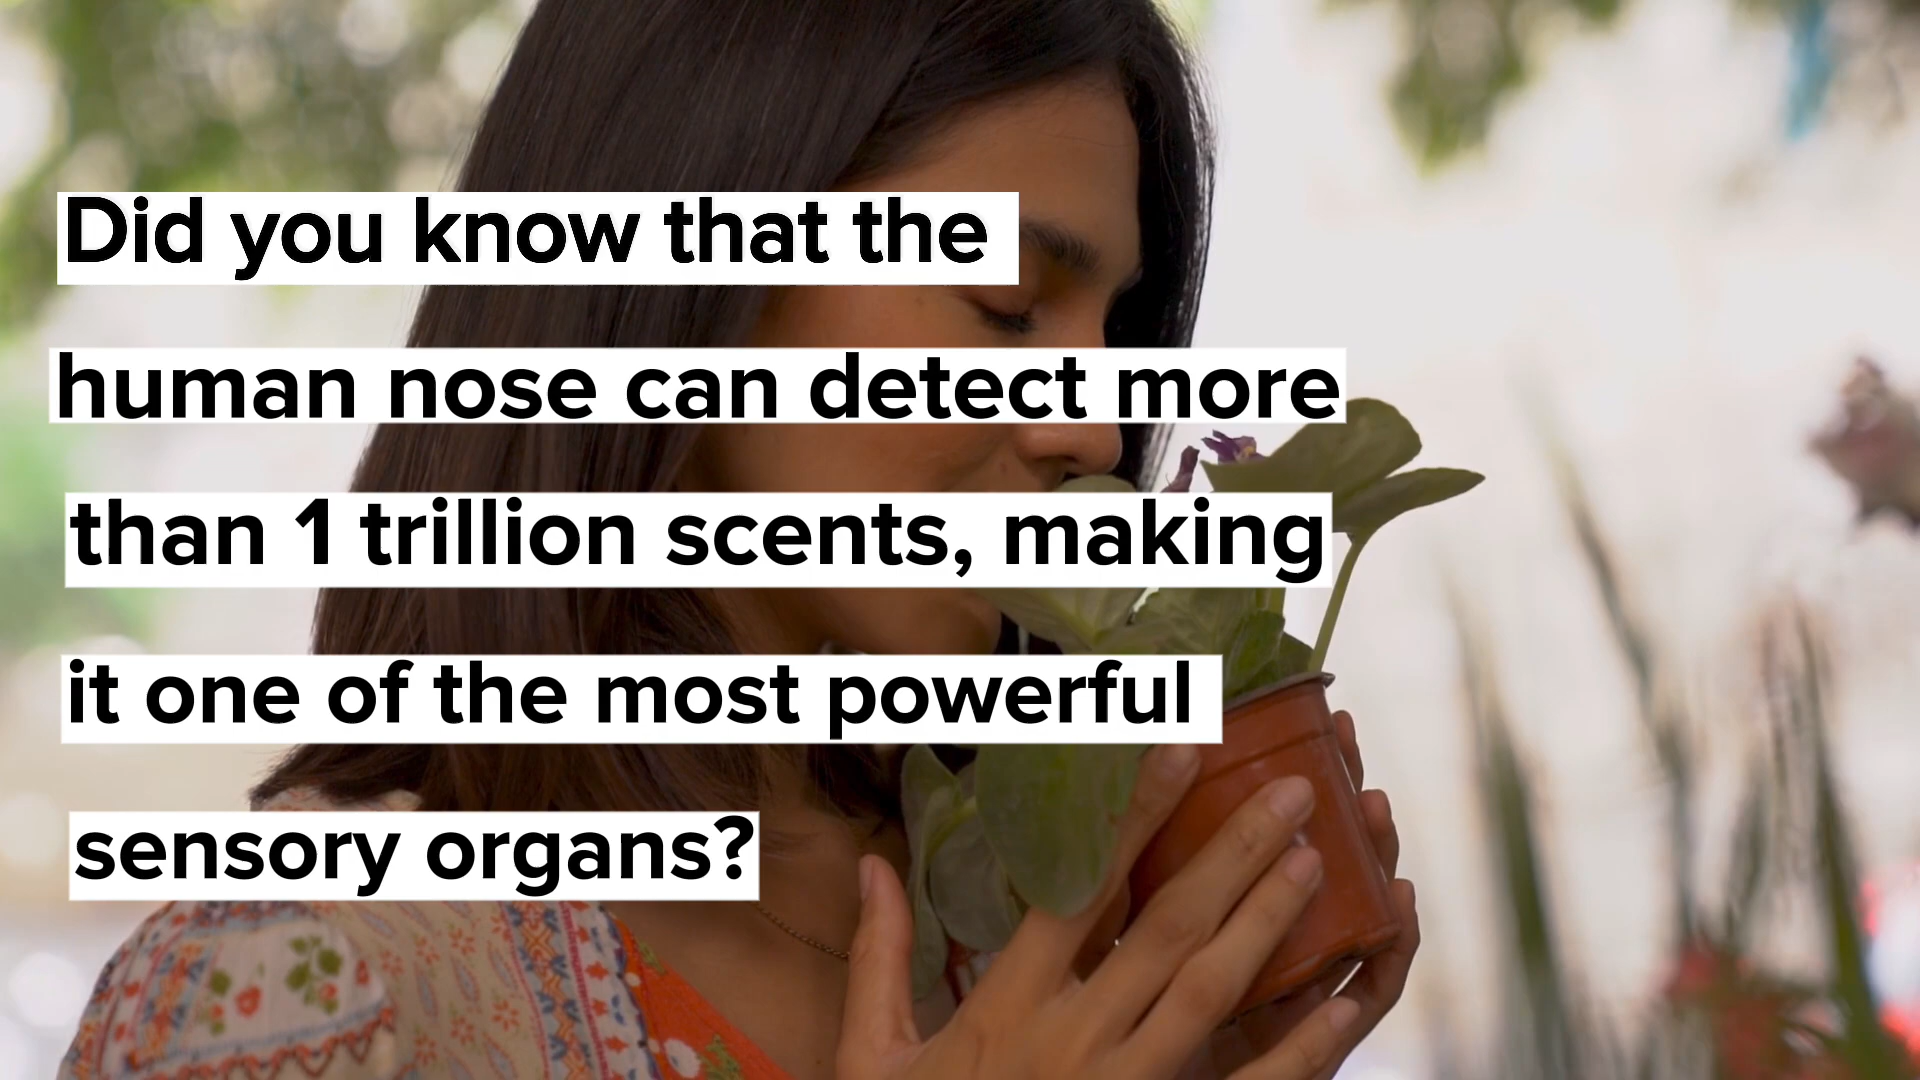 Did you know that the
human nose can detect more
than 1 trillion scents, making
it one of the most powerful
sensory organs?